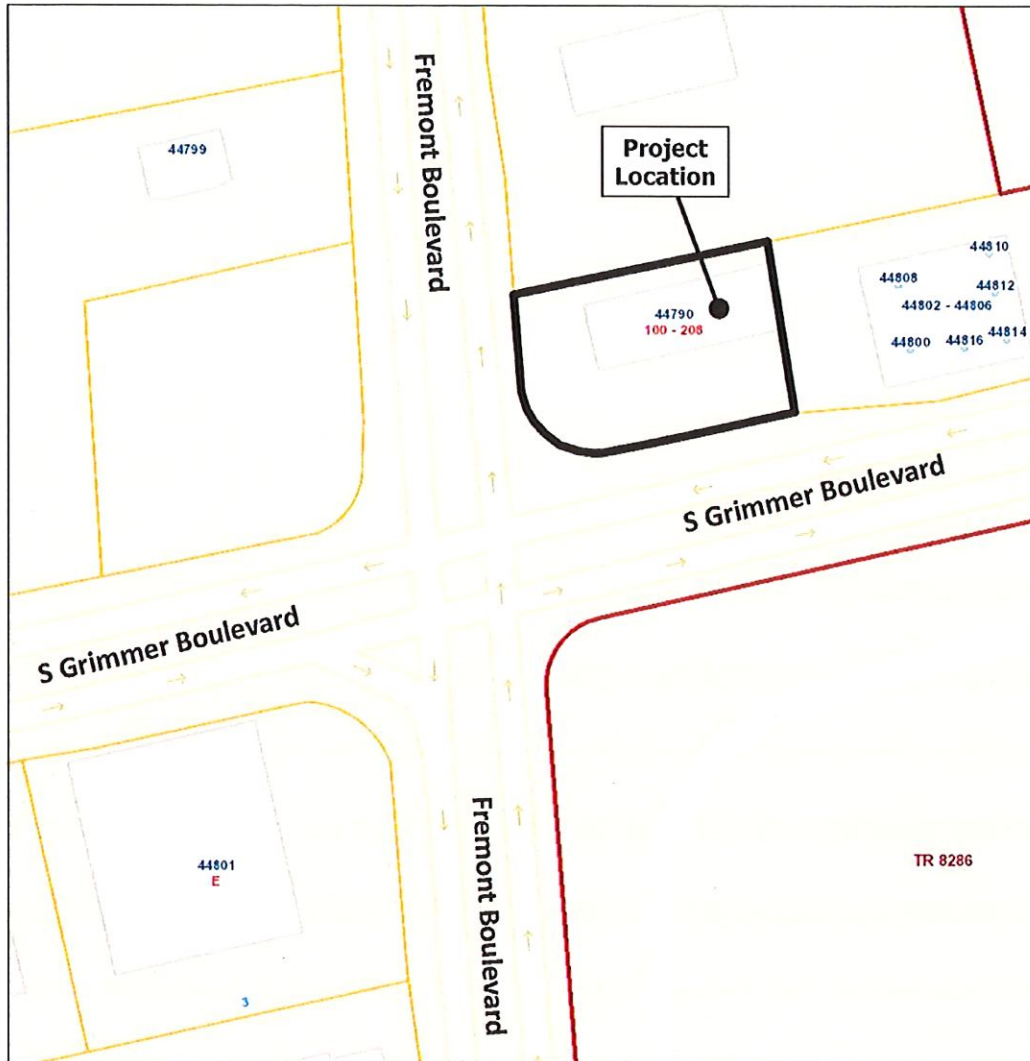 Fremont Boulevard
44799
Project
Location
44810
44808
44812
44802 - 44806
44790
100 - 208
44800
44816
44814
S Grimmer Boulevard
S Grimmer Boulevard
Fremont Boulevard
44801
E
TR 8286
3